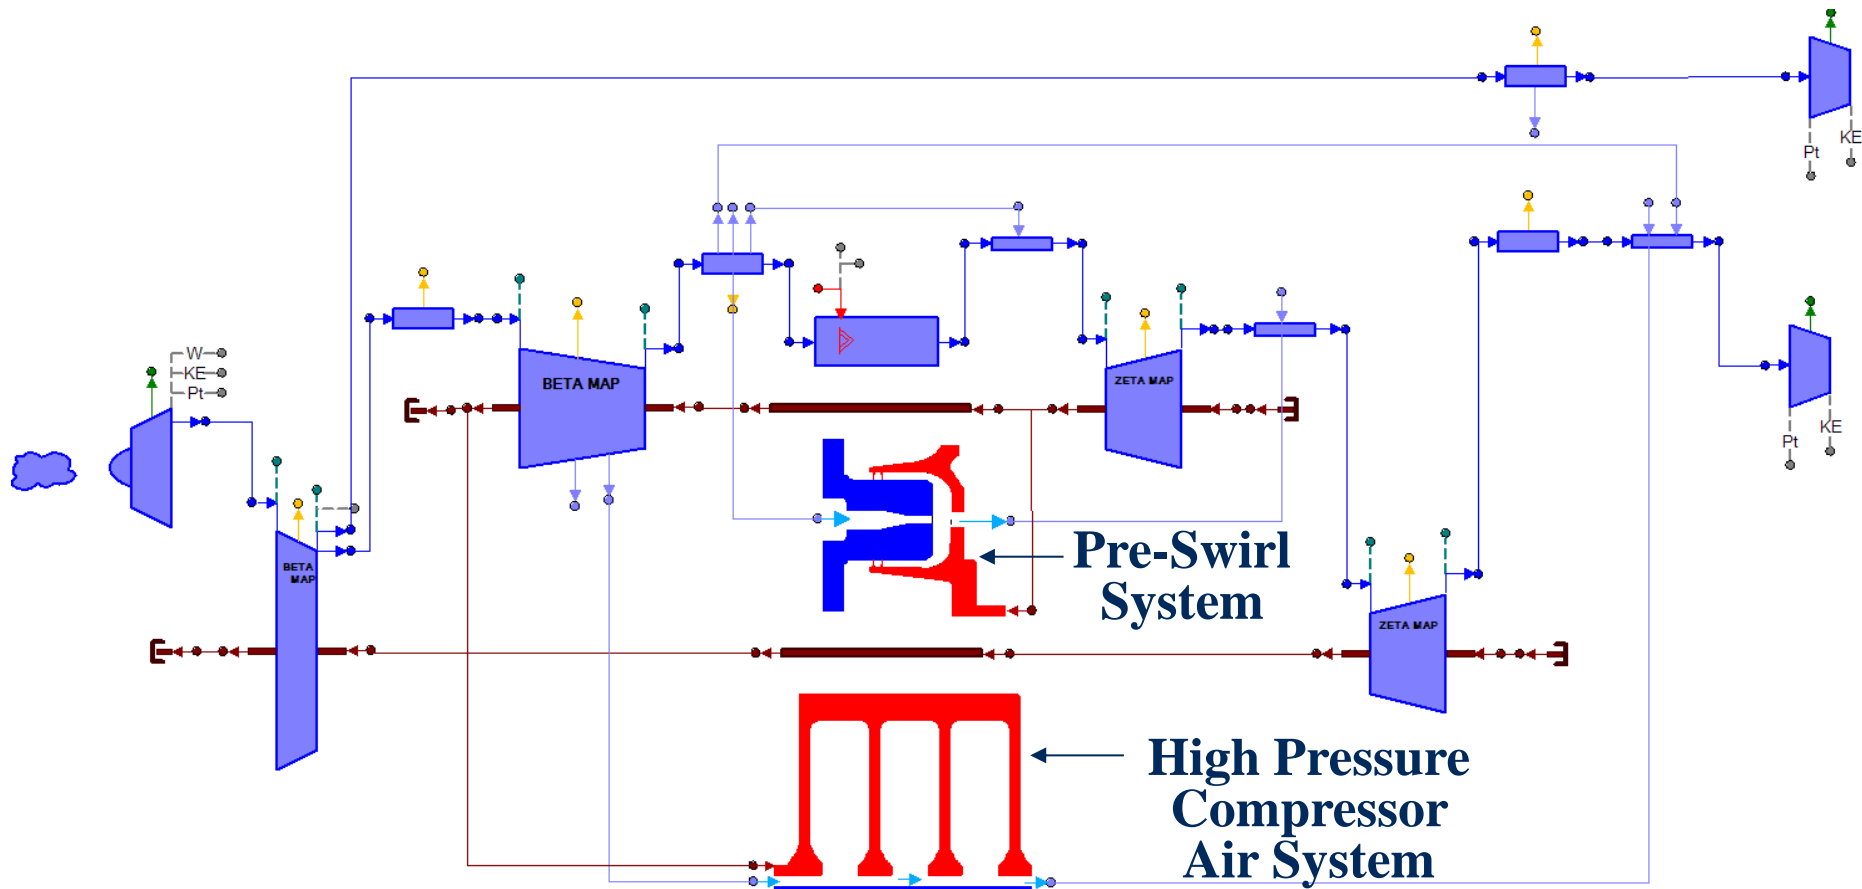 Pt
KE
W
KE
Pt
BETA MAP
ZETA MAP
Pt
KE
Pre-Swirl
System
BETA
MAP
ZETA MAP
High Pressure
Compressor
Air System